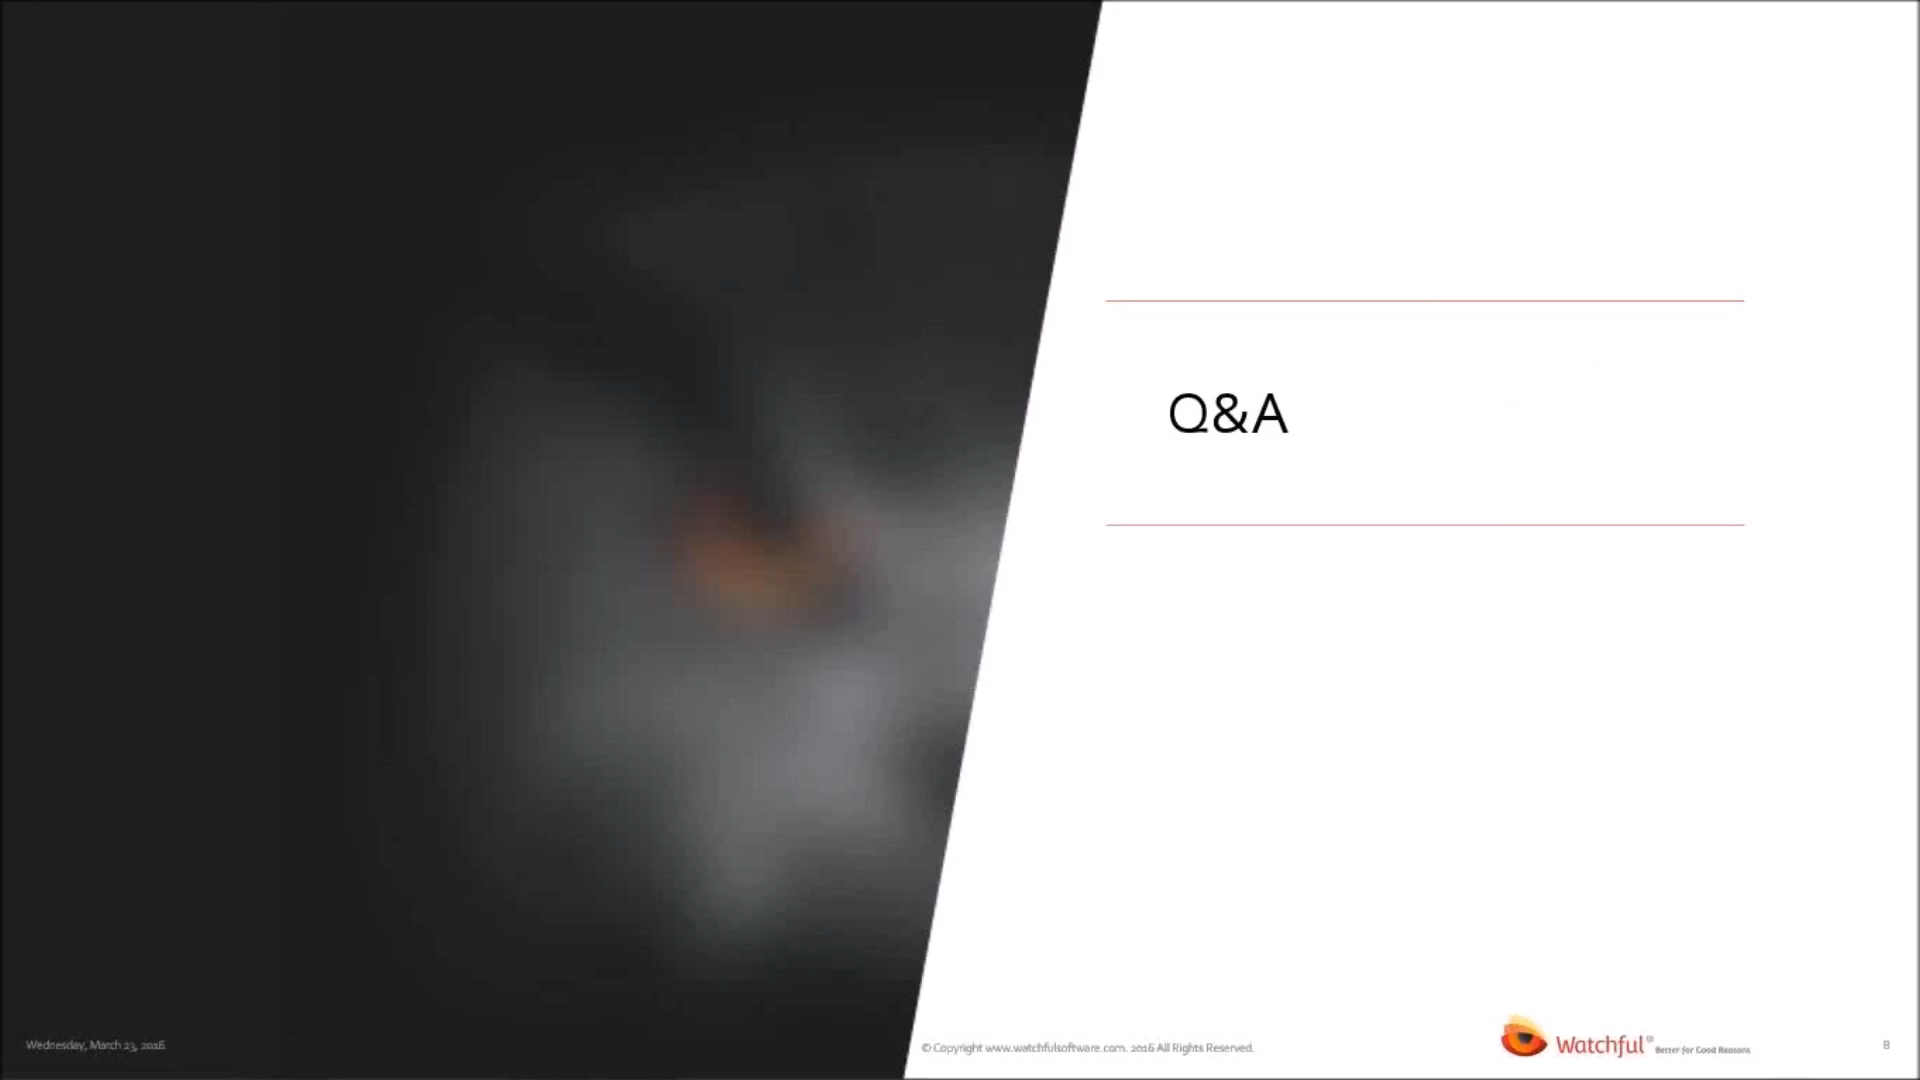 Q&A
Wednesday, March 23, 2016
© Copyright www.watchfulsoftware.com. 2016 All Rights Reserved.
Watchful® Better for Good Reasons
8